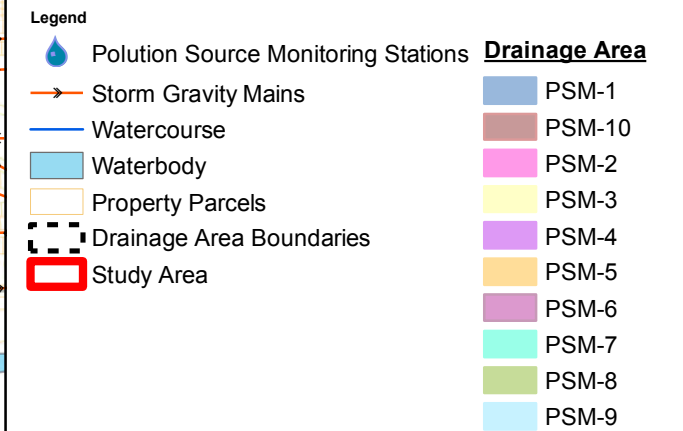 Legend
Polution Source Monitoring Stations
Storm Gravity Mains
Watercourse
Waterbody
Property Parcels
Drainage Area Boundaries
Study Area
Drainage Area
PSM-1
PSM-10
PSM-2
PSM-3
PSM-4
PSM-5
PSM-6
PSM-7
PSM-8
PSM-9